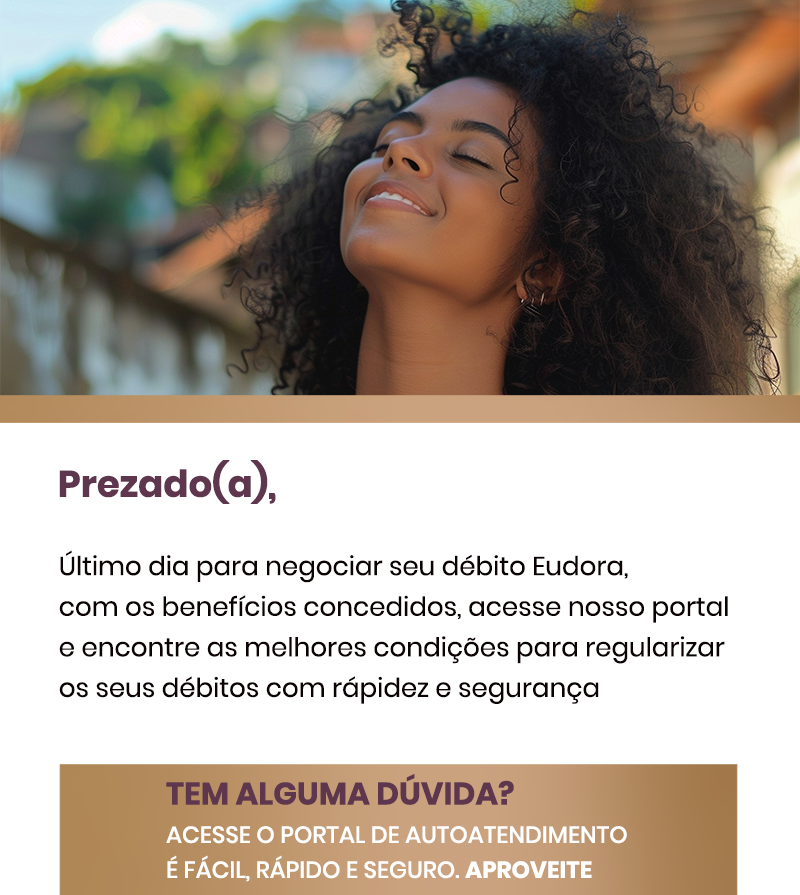 Prezado(a),
Último dia para negociar seu débito Eudora,
com os benefícios concedidos, acesse nosso portal
e encontre as melhores condições para regularizar
os seus débitos com rápidez e segurança
TEM ALGUMA DÚVIDA?
ACESSE O PORTAL DE AUTOATENDIMENTO
É FÁCIL, RÁPIDO E SEGURO. APROVEITE